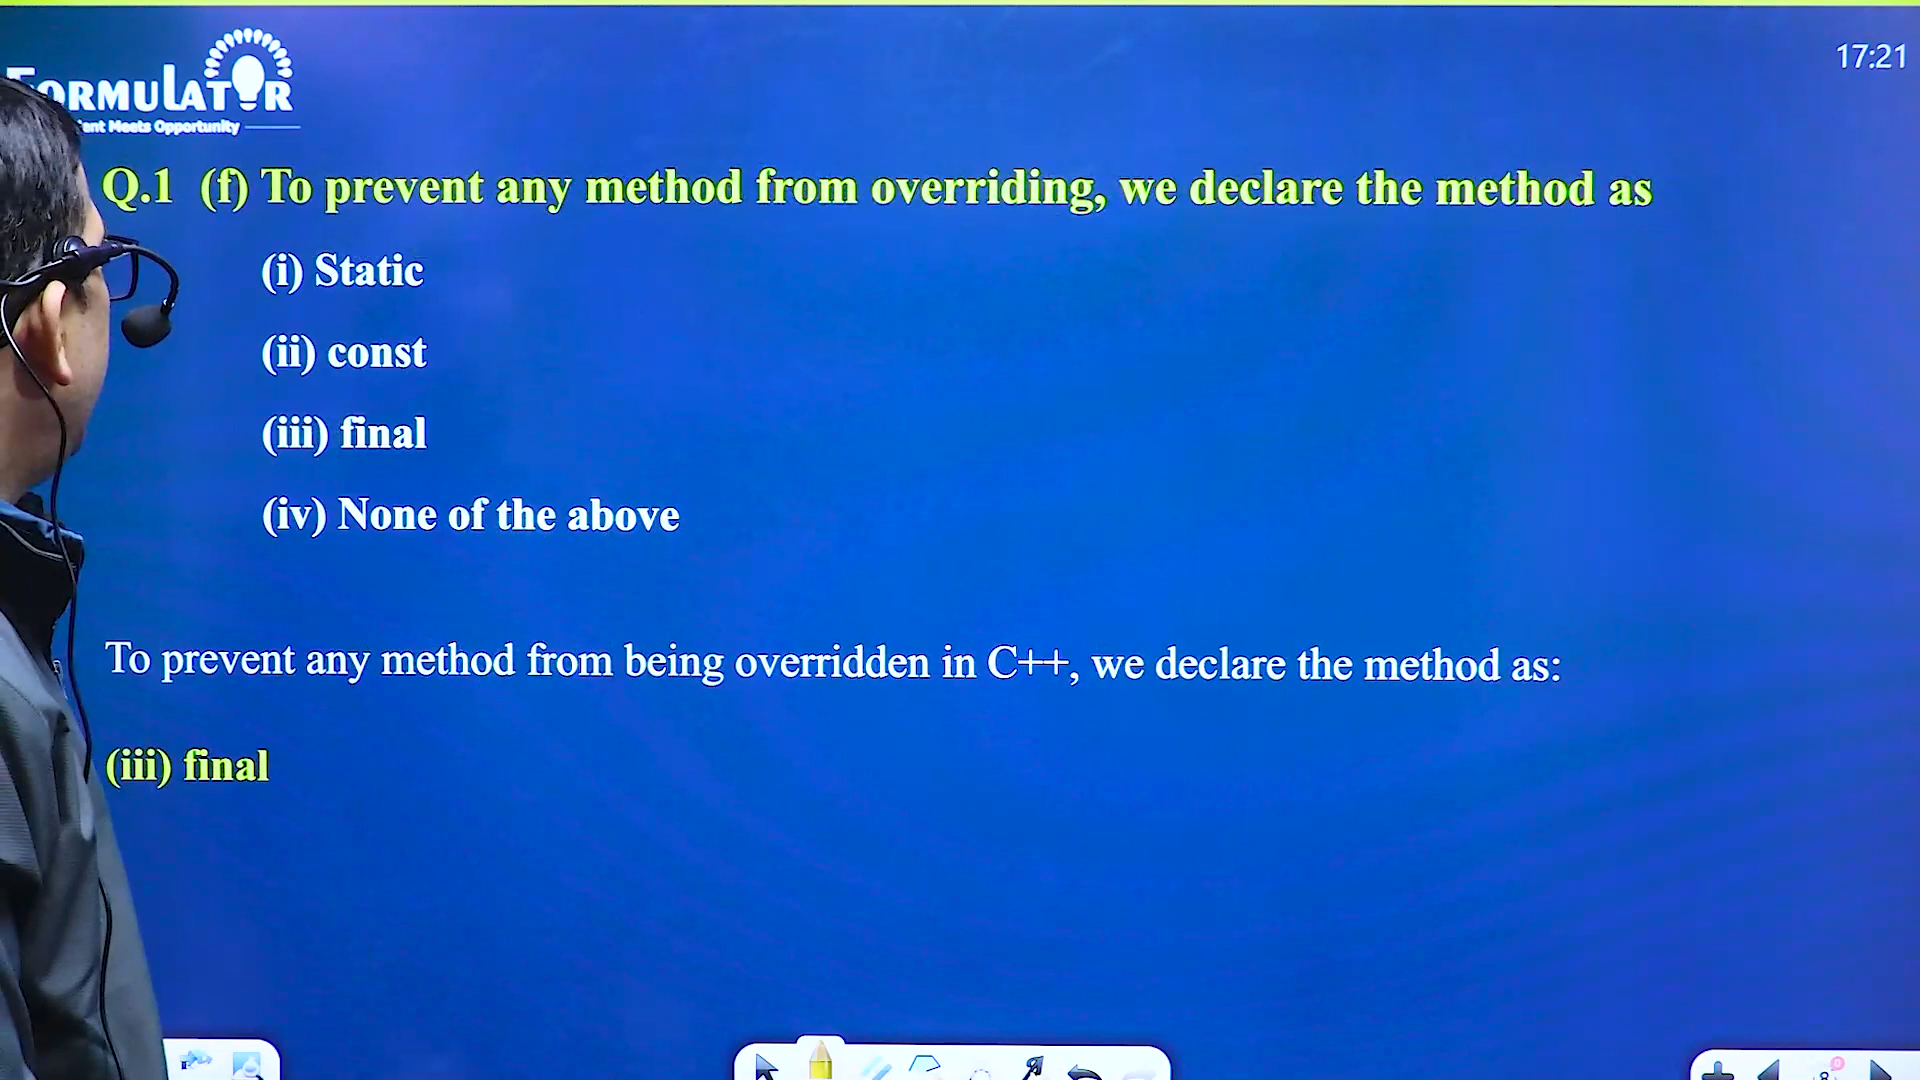 17:21
FORMULATOR
ent Meets Opportunity
Q.1 (f) To prevent any method from overriding, we declare the method as
(i) Static
(ii) const
(iii) final
(iv) None of the above
To prevent any method from being overridden in C++, we declare the method as:
(iii) final